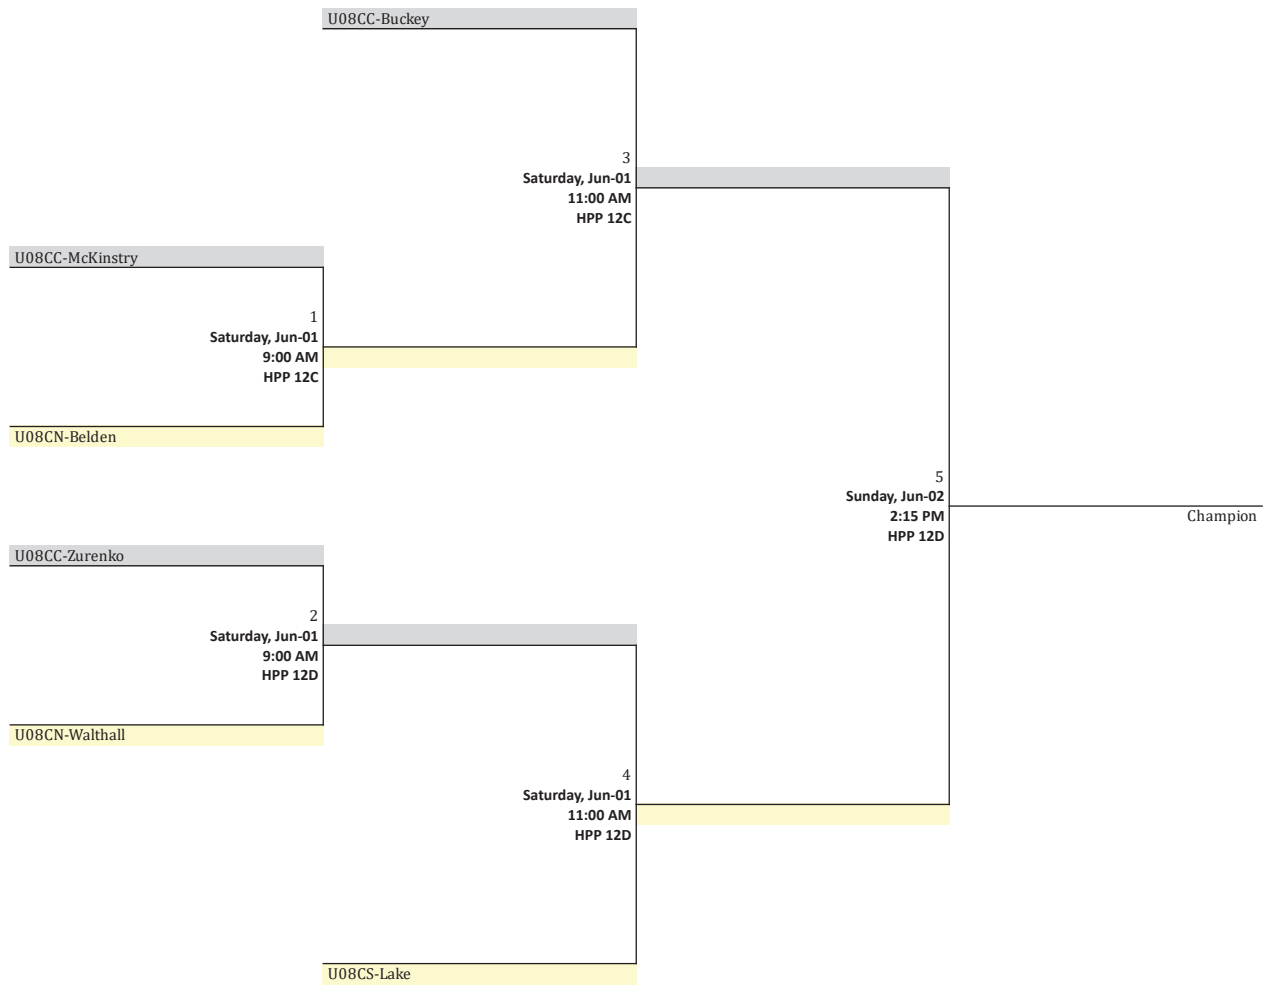 U08CC-Buckey
3
Saturday, Jun-01
11:00 AM
HPP 12C
U08CC-McKinstry
1
Saturday, Jun-01
9:00 AM
HPP 12C
U08CN-Belden
5
Sunday, Jun-02
2:15 PM
HPP 12D
Champion
U08CC-Zurenko
2
Saturday, Jun-01
9:00 AM
HPP 12D
U08CN-Walthall
4
Saturday, Jun-01
11:00 AM
HPP 12D
U08CS-Lake